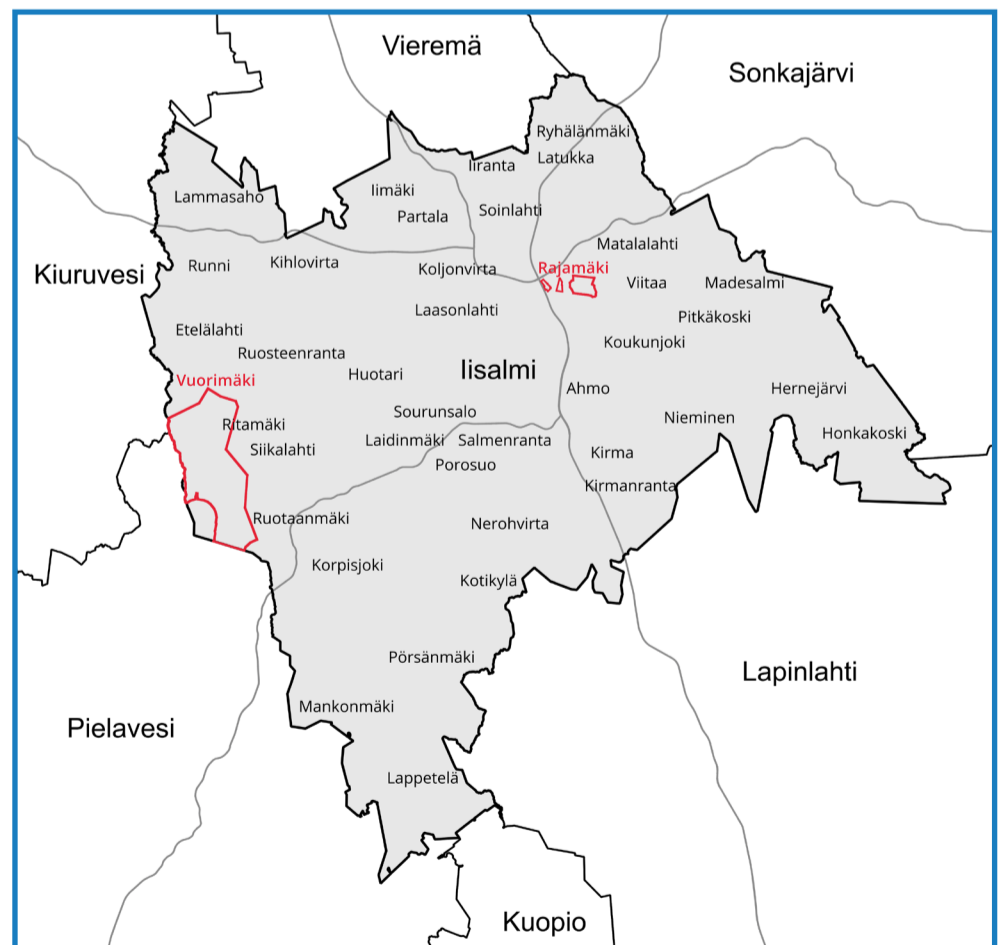 Vieremä
Sonkajärvi
Ryhälänmäki
Latukka
Iiranta
Iimäki
Lammasaho
Partala
Soinlahti
Matalalahti
Kihlovirta
Runni
Koljonvirta
Rajamäki
Kiuruvesi
Viitaa
Madesalmi
Laasonlahti
Pitkäkoski
Etelälahti
Koukunjoki
Ruosteenranta
Iisalmi
Huotari
Vuorimäki
Ahmo
Hernejärvi
Sourunsalo
Nieminen
Ritamäki
Honkakoski
Laidinmäki
Salmenranta
Siikalahti
Kirma
Porosuo
Kirmanranta
Ruotaanmäki
Nerohvirta
Korpisjoki
Kotikylä
Pörsänmäki
Lapinlahti
Mankonmäki
Pielavesi
Lappetelä
Kuopio